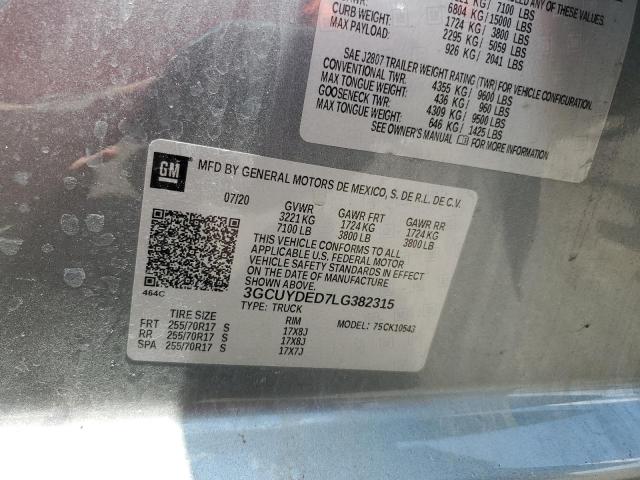 ANY OF THESE VALUES.
7100 LBS
6804 KG / 15000 LBS
CURB WEIGHT: 1724 KG / 3800 LBS
MAX PAYLOAD: 2295 KG / 5059 LBS
926 KG / 2041 LBS
SAE J2807 TRAILER WEIGHT RATING (TWR) FOR VEHICLE CONFIGURATION.
CONVENTIONAL TWR: 4355 KG / 9600 LBS
MAX TONGUE WEIGHT: 436 KG / 960 LBS
GOOSENECK TWR: 4309 KG / 9500 LBS
MAX TONGUE WEIGHT: 646 KG / 1425 LBS
SEE OWNER'S MANUAL FOR MORE INFORMATION.
GM
MFD BY GENERAL MOTORS DE MEXICO, S. DE R.L. DE C.V.
07/20 GVWR GAWR FRT GAWR RR
3221 KG 1724 KG 1724 KG
7100 LB 3800 LB 3800 LB
THIS VEHICLE CONFORMS TO ALL
APPLICABLE U.S. FEDERAL MOTOR
VEHICLE SAFETY STANDARDS IN EFFECT
ON THE DATE OF MANUFACTURE
SHOWN ABOVE.
464C 3GCUYDED7LG382315
TYPE: TRUCK
TIRE SIZE RIM MODEL: 75CK10543
FRT 255/70R17 S 17X8J
RR 255/70R17 S 17X8J
SPA 255/70R17 S 17X7J